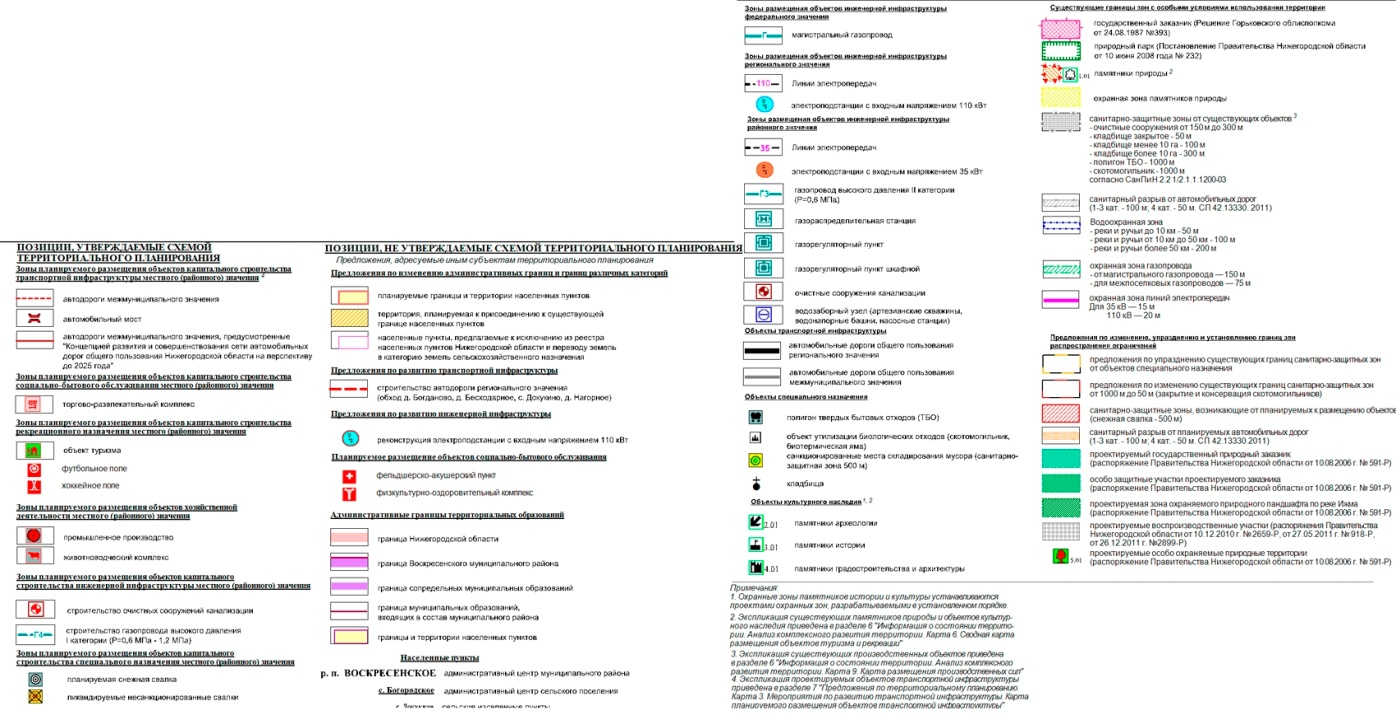 ПОЗИЦИИ, УТВЕРЖДАЕМЫЕ СХЕМОЙ
ТЕРРИТОРИАЛЬНОГО ПЛАНИРОВАНИЯ
Зоны планируемого размещения объектов капитального строительства
транспортной инфраструктуры местного (районного) значения 2
автодороги межмуниципального значения
автомобильный мост
автодороги межмуниципального значения, предусмотренные
"Концепцией развития и совершенствования сети автомобильных
дорог общего пользования Нижегородской области на перспективу
до 2025 года"
Зоны планируемого размещения объектов капитального строительства
социально-бытового обслуживания местного (районного) значения
торгово-развлекательный комплекс
Зоны планируемого размещения объектов капитального строительства
рекреационного назначения местного (районного) значения
объект туризма
футбольное поле
хоккейное поле
Зоны планируемого размещения объектов хозяйственной
деятельности местного (районного) значения
промышленное производство
животноводческий комплекс
Зоны планируемого размещения объектов капитального
строительства инженерной инфраструктуры местного (районного) значения
строительство очистных сооружений канализации
Г4
строительство газопровода высокого давления
I категории (P=0,6 МПа - 1,2 МПа)
Зоны планируемого размещения объектов капитального
строительства специального назначения местного (районного) значения
планируемая снежная свалка
ликвидируемые несанкционированные свалки
ПОЗИЦИИ, НЕ УТВЕРЖДАЕМЫЕ СХЕМОЙ ТЕРРИТОРИАЛЬНОГО ПЛАНИРОВАНИЯ
Предложения, адресуемые иным субъектам территориального планирования
Предложения по изменению административных границ и границ различных категорий
планируемые границы и территории населенных пунктов
территория, планируемая к присоединению к существующей
границе населенных пунктов
населенные пункты, предлагаемые к исключению из реестра
населенных пунктов Нижегородской области и переводу земель
в категорию земель сельскохозяйственного назначения
Предложения по развитию транспортной инфраструктуры
строительство автодороги регионального значения
(обход д. Богданово, д. Бесходарное, с. Докукино, д. Нагорное)
Предложения по развитию инженерной инфраструктуры
реконструкция электроподстанции с входным напряжением 110 кВт
Планируемое размещение объектов социально-бытового обслуживания
фельдшерско-акушерский пункт
физкультурно-оздоровительный комплекс
Административные границы территориальных образований
граница Нижегородской области
граница Воскресенского муниципального района
граница сопредельных муниципальных образований
граница муниципальных образований,
входящих в состав муниципального района
границы и территории населенных пунктов
Населенные пункты
р. п. ВОСКРЕСЕНСКОЕ административный центр муниципального района
с. Богородское административный центр сельского поселения
Зоны размещения объектов инженерной инфраструктуры
федерального значения
Г
магистральный газопровод
Зоны размещения объектов инженерной инфраструктуры
регионального значения
110
Линии электропередач
электроподстанции с входным напряжением 110 кВт
Зоны размещения объектов инженерной инфраструктуры
районного значения
35
Линии электропередач
электроподстанции с входным напряжением 35 кВт
Г3
газопровод высокого давления II категории
(P=0,6 МПа)
газораспределительная станция
газорегуляторный пункт
газорегуляторный пункт шкафной
очистные сооружения канализации
водозаборный узел (артезианские скважины,
водонапорные башни, насосные станции)
Объекты транспортной инфраструктуры
автомобильные дороги общего пользования
регионального значения
автомобильные дороги общего пользования
межмуниципального значения
Объекты специального назначения
полигон твердых бытовых отходов (ТБО)
объект утилизации биологических отходов (скотомогильник,
биотермическая яма)
санкционированные места складирования мусора (санитарно-
защитная зона 500 м)
кладбища
Объекты культурного наследия 1, 2
2.01 памятники археологии
3.01 памятники истории
4.01 памятники градостроительства и архитектуры
Примечания:
1. Охранные зоны памятников истории и культуры устанавливаются
проектами охранных зон, разрабатываемыми в установленном порядке.
2. Экспликация существующих памятников природы и объектов культур-
ного наследия приведена в разделе 6 "Информация о состоянии террито-
рии. Анализ комплексного развития территории. Карта 6. Сводная карта
размещения объектов туризма и рекреации"
3. Экспликация существующих производственных объектов приведена
в разделе 6 "Информация о состоянии территории. Анализ комплексного
развития территории. Карта 9. Карта размещения производственных сил"
4. Экспликация проектируемых объектов транспортной инфраструктуры
приведена в разделе 7 "Предложения по территориальному планированию.
Карта 3. Мероприятия по развитию транспортной инфраструктуры. Карта
планируемого размещения объектов транспортной инфраструктуры"
Существующие границы зон с особыми условиями использования территории
государственный заказник (Решение Горьковского облисполкома
от 24.08.1987 №393)
природный парк (Постановление Правительства Нижегородской области
от 10 июня 2008 года № 232)
1.01 памятники природы 2
охранная зона памятников природы
санитарно-защитные зоны от существующих объектов 3
- очистные сооружения от 150 м до 300 м
- кладбище закрытое - 50 м
- кладбище менее 10 га - 100 м
- кладбище более 10 га - 300 м
- полигон ТБО - 1000 м
- скотомогильник -1000 м
согласно СанПиН 2.2.1/2.1.1.1200-03
санитарный разрыв от автомобильных дорог
(1-3 кат. - 100 м; 4 кат. - 50 м. СП 42.13330. 2011)
Водоохранная зона
- реки и ручьи до 10 км - 50 м
- реки и ручьи от 10 км до 50 км - 100 м
- реки и ручьи более 50 км - 200 м
охранная зона газопровода
- от магистрального газопровода — 150 м
- для межпоселковых газопроводов — 75 м
охранная зона линий электропередач
Для 35 кВ — 15 м
110 кВ — 20 м
Предложения по изменению, упразднению и установлению границ зон
распространения ограничений
предложения по упразднению существующих границ санитарно-защитных зон
от объектов специального назначения
предложения по изменению существующих границ санитарно-защитных зон
от 1000 м до 50 м (закрытие и консервация скотомогильников)
санитарно-защитные зоны, возникающие от планируемых к размещению объектов
(снежная свалка - 500 м)
санитарный разрыв от планируемых автомобильных дорог
(1-3 кат. - 100 м; 4 кат. - 50 м. СП 42.13330.2011)
проектируемый государственный природный заказник
(распоряжение Правительства Нижегородской области от 10.08.2006 г. № 591-Р)
особо защитные участки проектируемого заказника
(распоряжение Правительства Нижегородской области от 10.08.2006 г. № 591-Р)
проектируемая зона охраняемого природного ландшафта по реке Ижма
(распоряжение Правительства Нижегородской области от 10.08.2006 г. № 591-Р)
проектируемые воспроизводственные участки (распоряжения Правительства
Нижегородской области от 10.12.2010 г. №2659-Р, от 27.05.2011 г. № 918-Р,
от 26.12.2011 г. №2899-Р)
5.01 проектируемые особо охраняемые природные территории
(распоряжение Правительства Нижегородской области от 10.08.2006 г. № 591-Р)